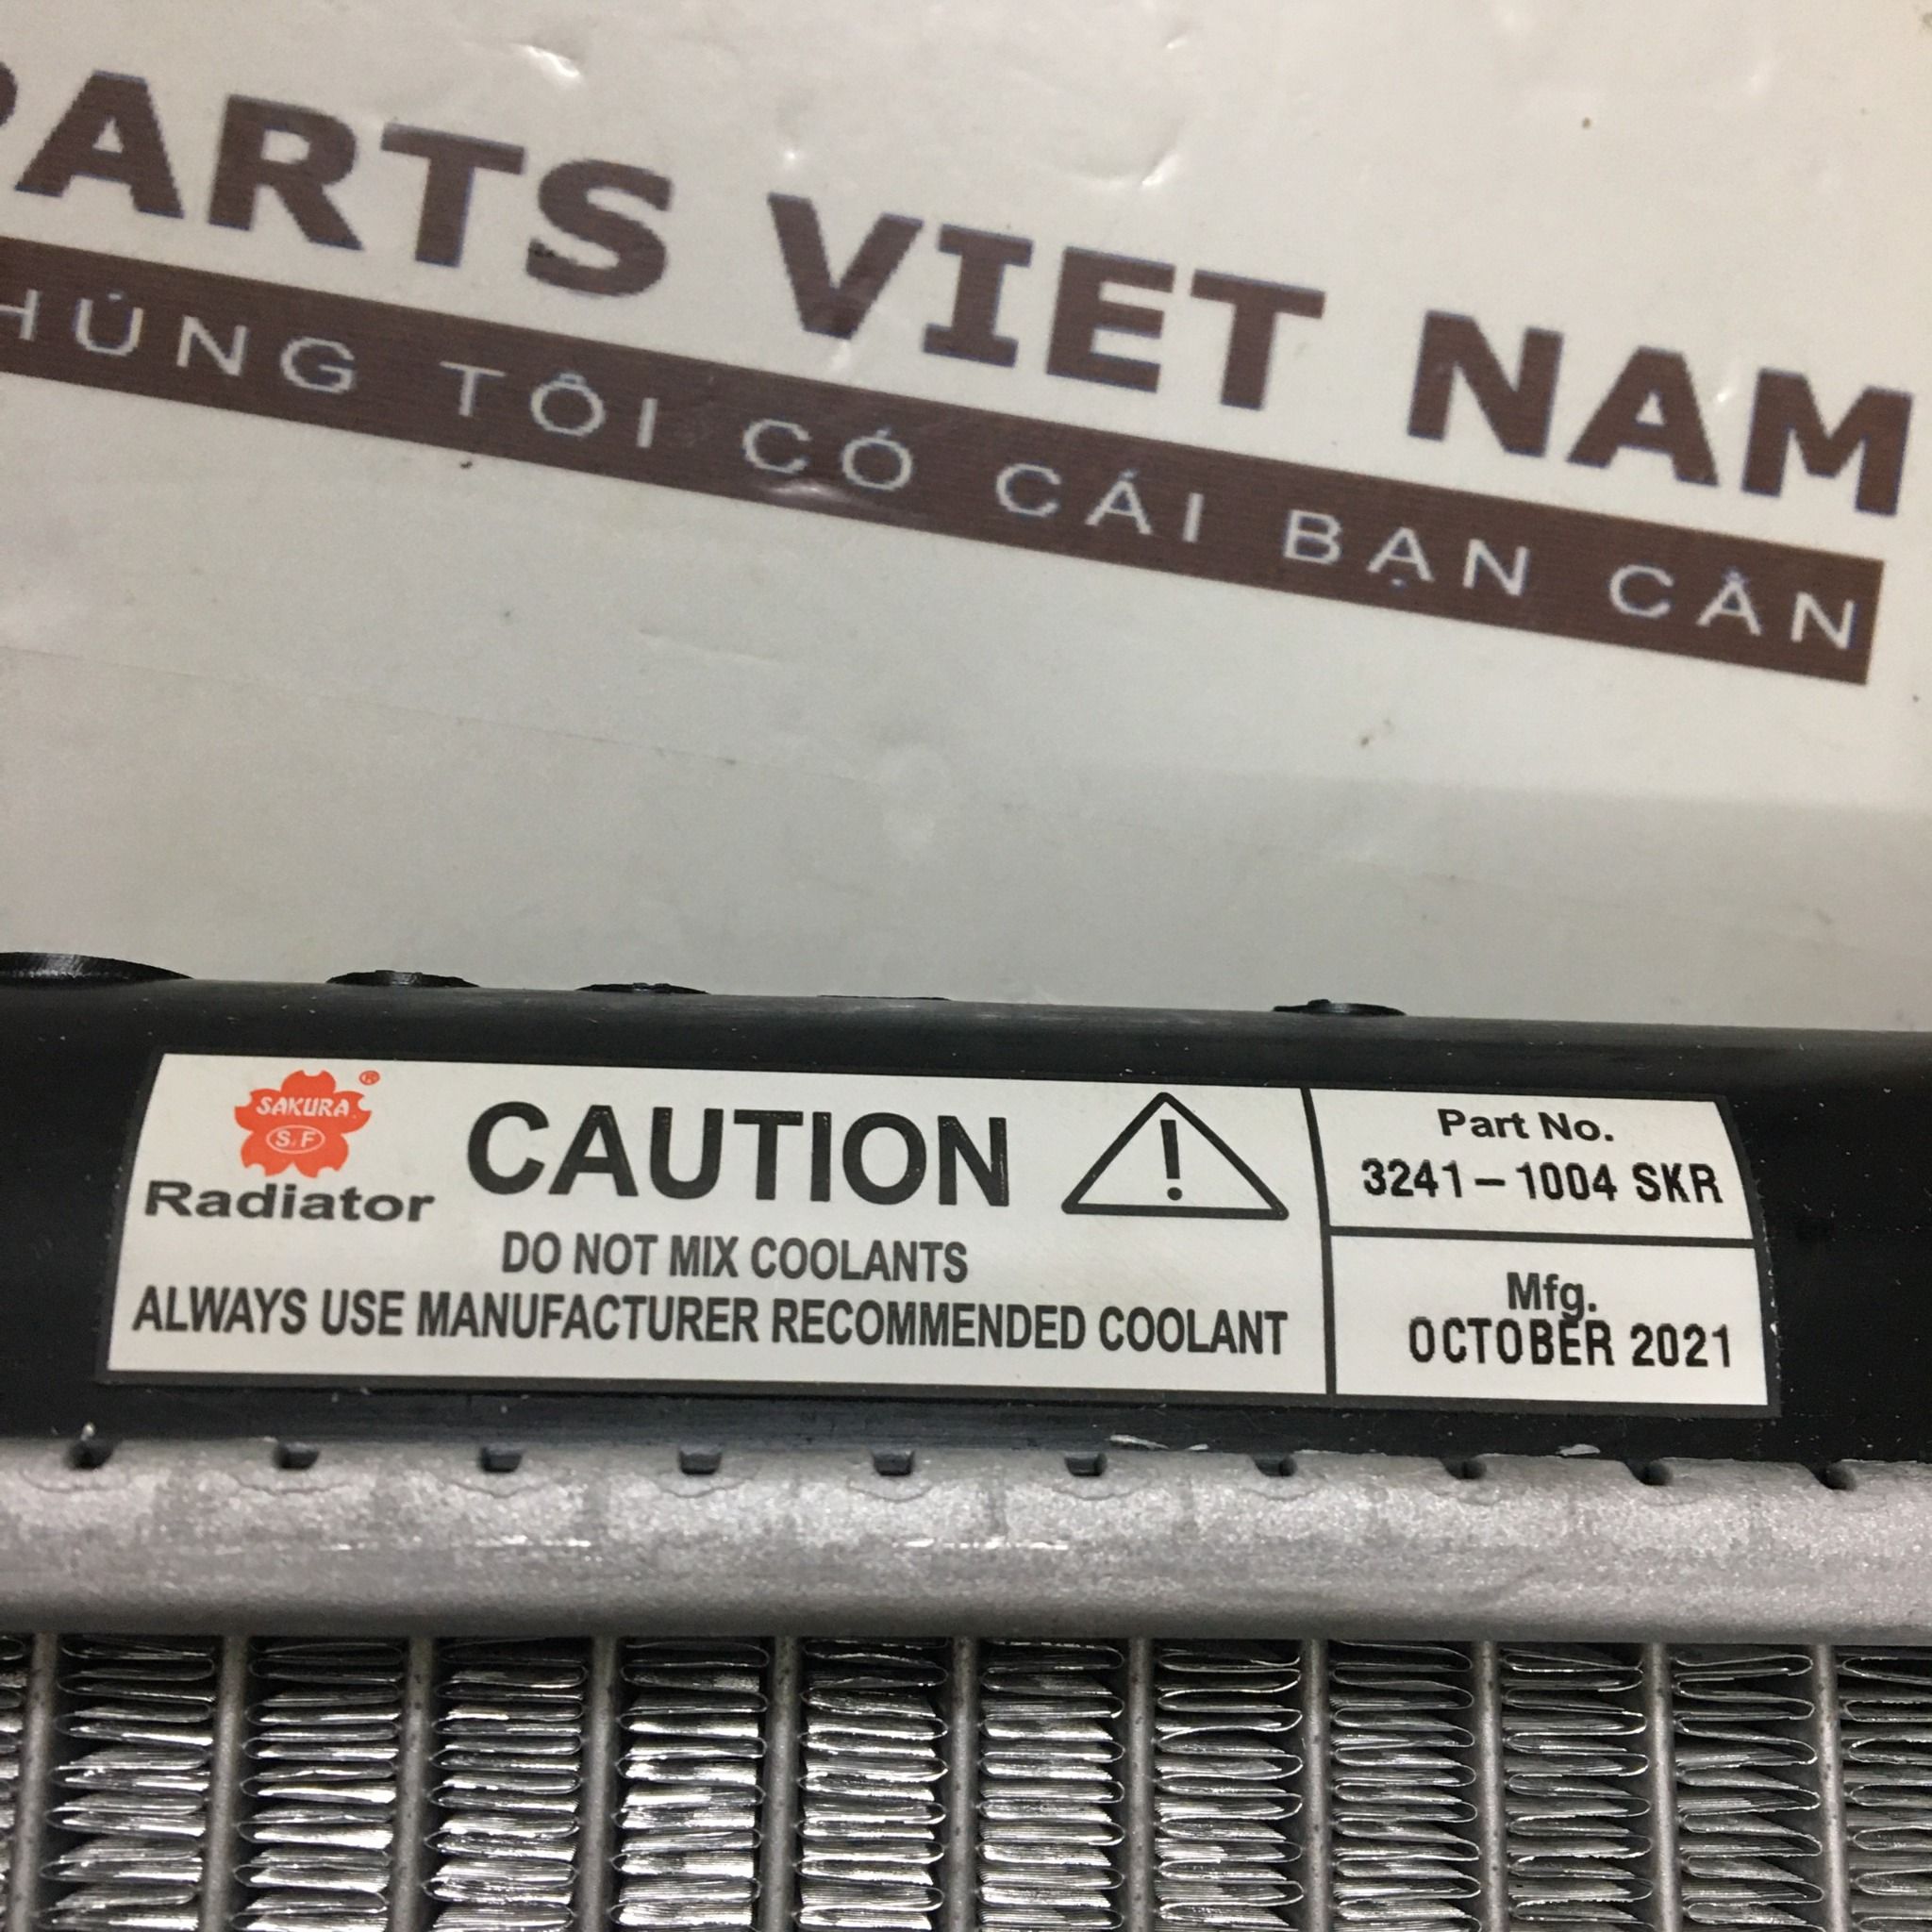 PARTS VIET NAM
HÚNG TÔI CÓ CÁI BẠN CẦN
SAKURA ®
S.F
Radiator
CAUTION
DO NOT MIX COOLANTS
ALWAYS USE MANUFACTURER RECOMMENDED COOLANT
Part No.
3241-1004 SKR
Mfg.
OCTOBER 2021